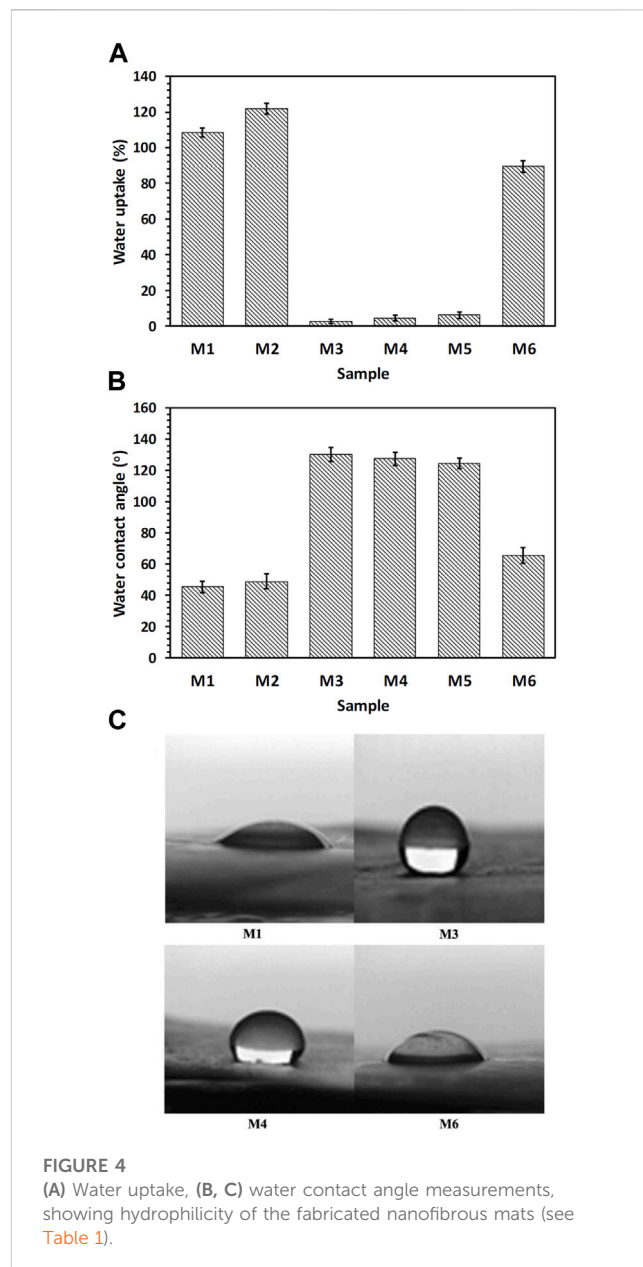 A
140
120
100
80
60
40
20
0
Water uptake (%)
M1 M2 M3 M4 M5 M6
Sample
B
160
140
120
100
80
60
40
20
0
Water contact angle (º)
M1 M2 M3 M4 M5 M6
Sample
C
M1 M3
M4 M6
FIGURE 4
(A) Water uptake, (B, C) water contact angle measurements,
showing hydrophilicity of the fabricated nanofibrous mats (see
Table 1).